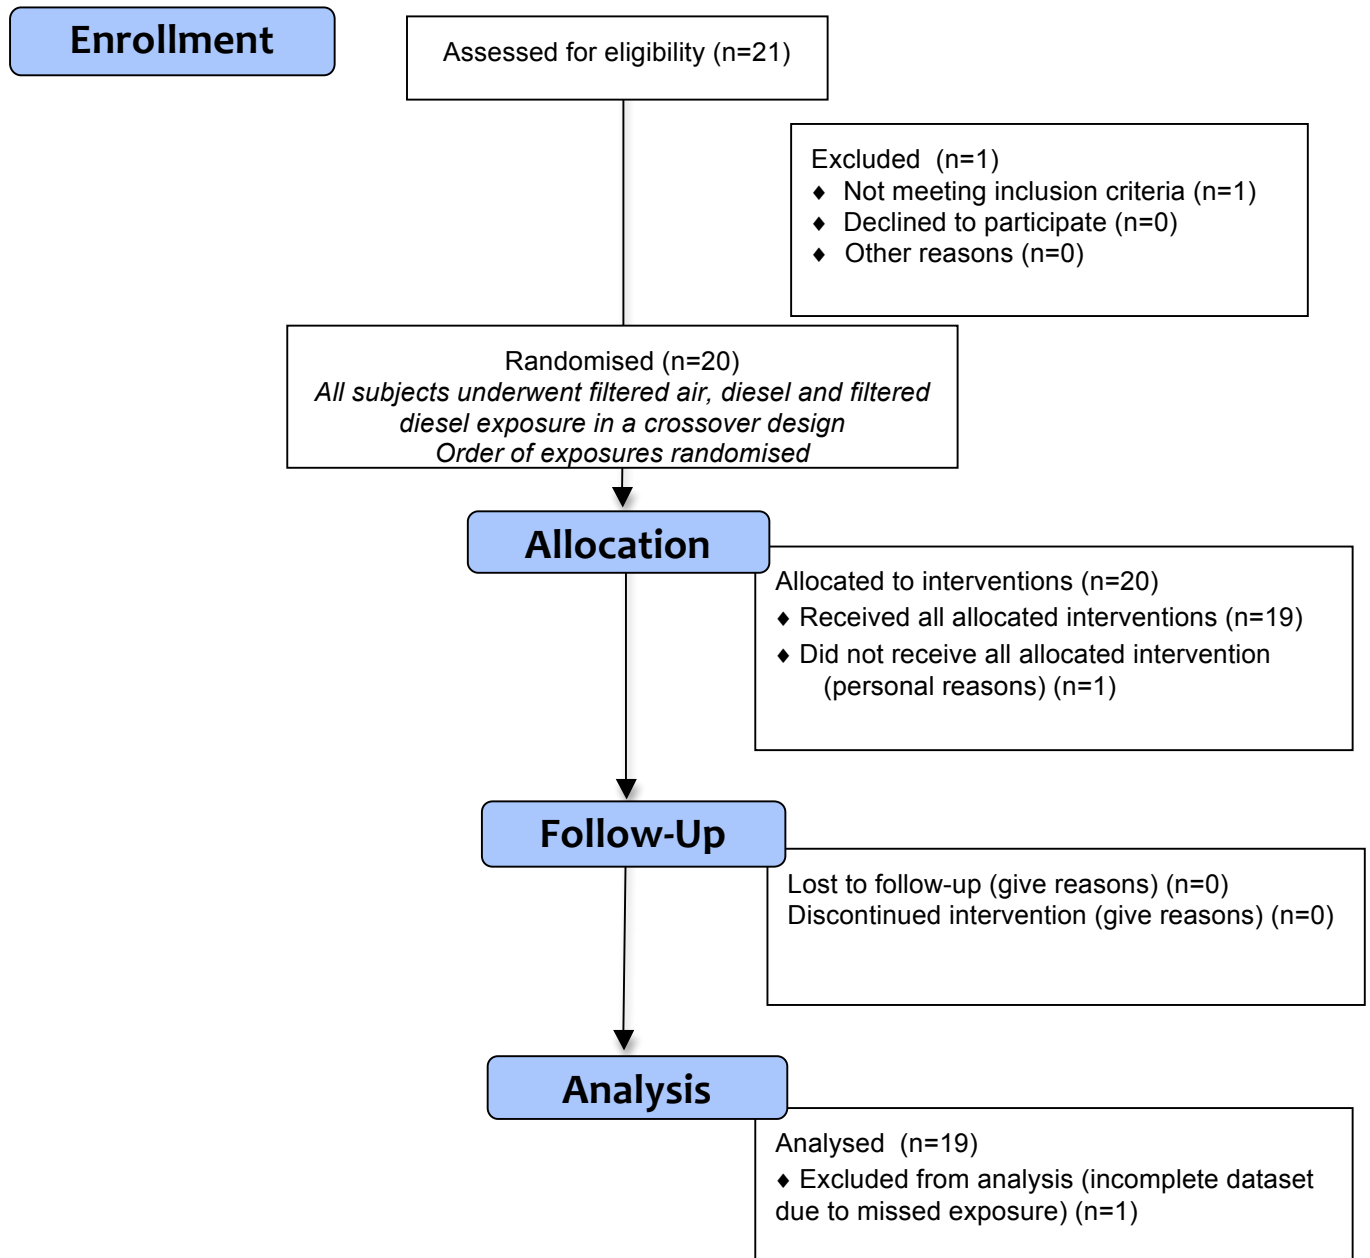 Enrollment
Assessed for eligibility (n=21)
Excluded  (n=1)
♦ Not meeting inclusion criteria (n=1)
♦ Declined to participate (n=0)
♦ Other reasons (n=0)
Randomised (n=20)
All subjects underwent filtered air, diesel and filtered
diesel exposure in a crossover design
Order of exposures randomised
Allocation
Allocated to interventions (n=20)
♦ Received all allocated interventions (n=19)
♦ Did not receive all allocated intervention
(personal reasons) (n=1)
Follow-Up
Lost to follow-up (give reasons) (n=0)
Discontinued intervention (give reasons) (n=0)
Analysis
Analysed  (n=19)
♦ Excluded from analysis (incomplete dataset
due to missed exposure) (n=1)